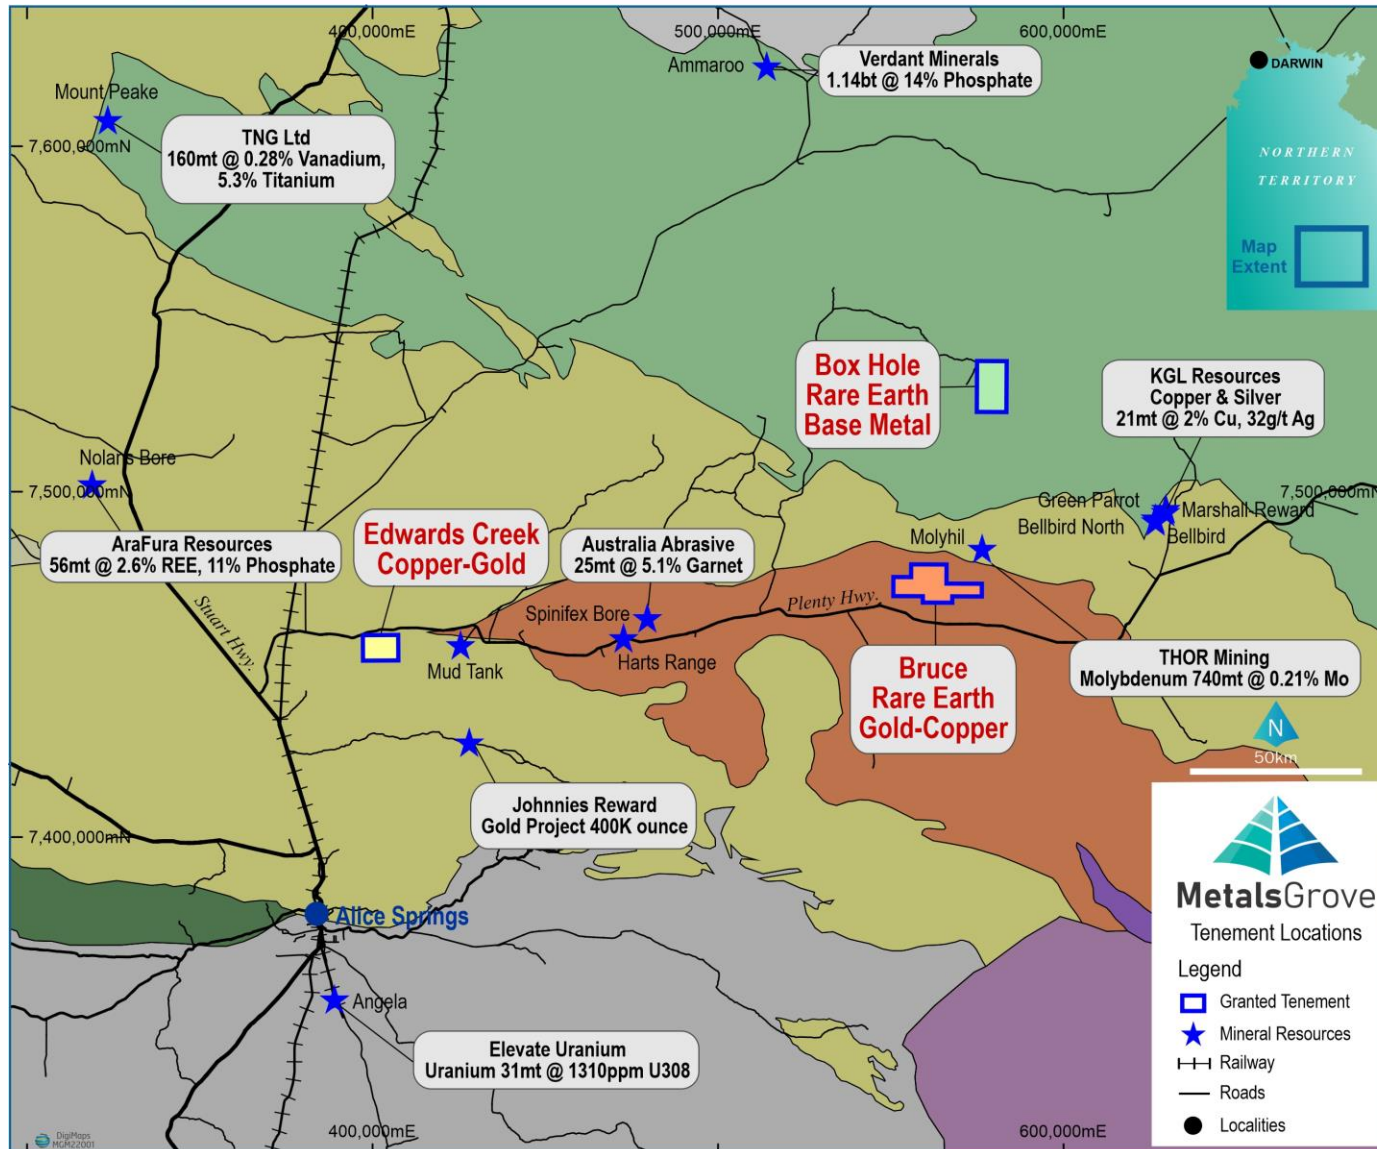 400,000mE
500,000mE
600,000mE
DARWIN
NORTHERN
TERRITORY
Map
Extent
Ammaroo
Verdant Minerals
1.14bt @ 14% Phosphate
Mount Peake
TNG Ltd
160mt @ 0.28% Vanadium,
5.3% Titanium
7,600,000mN
Box Hole
Rare Earth
Base Metal
KGL Resources
Copper & Silver
21mt @ 2% Cu, 32g/t Ag
Nolans Bore
7,500,000mN
7,500,000mN
Green Parrot
Marshall Reward
Bellbird North
Bellbird
AraFura Resources
56mt @ 2.6% REE, 11% Phosphate
Edwards Creek
Copper-Gold
Australia Abrasive
25mt @ 5.1% Garnet
Molyhil
Stuart Hwy.
Plenty Hwy.
Spinifex Bore
Harts Range
Mud Tank
Bruce
Rare Earth
Gold-Copper
THOR Mining
Molybdenum 740mt @ 0.21% Mo
N
50km
Johnnies Reward
Gold Project 400K ounce
7,400,000mN
Alice Springs
Angela
Elevate Uranium
Uranium 31mt @ 1310ppm U308
MetalsGrove
Tenement Locations
Legend
Granted Tenement
Mineral Resources
Railway
Roads
Localities
400,000mE
600,000mE
DigiMaps
MGM22001